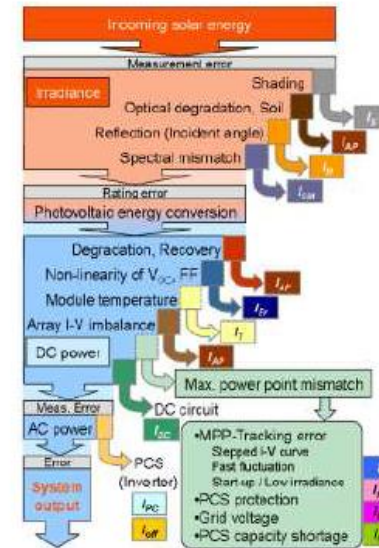 Incoming solar energy
Measurement error
Shading
Irradiance
Optical degradation, Soil
Reflection (Incident angle)
Spectral mismatch
Rating error
Photovoltaic energy conversion
Degradation, Recovery
Non-linearity of VOC, FF
Module temperature
Array I-V imbalance
DC power
Max. power point mismatch
Meas. Error
DC circuit
AC power
Error
PCS
(Inverter)
System
output
•MPP-Tracking error
Stepped I-V curve
Fast fluctuation
Start-up / Low irradiance
•PCS protection
•Grid voltage
•PCS capacity shortage
lPC
loff